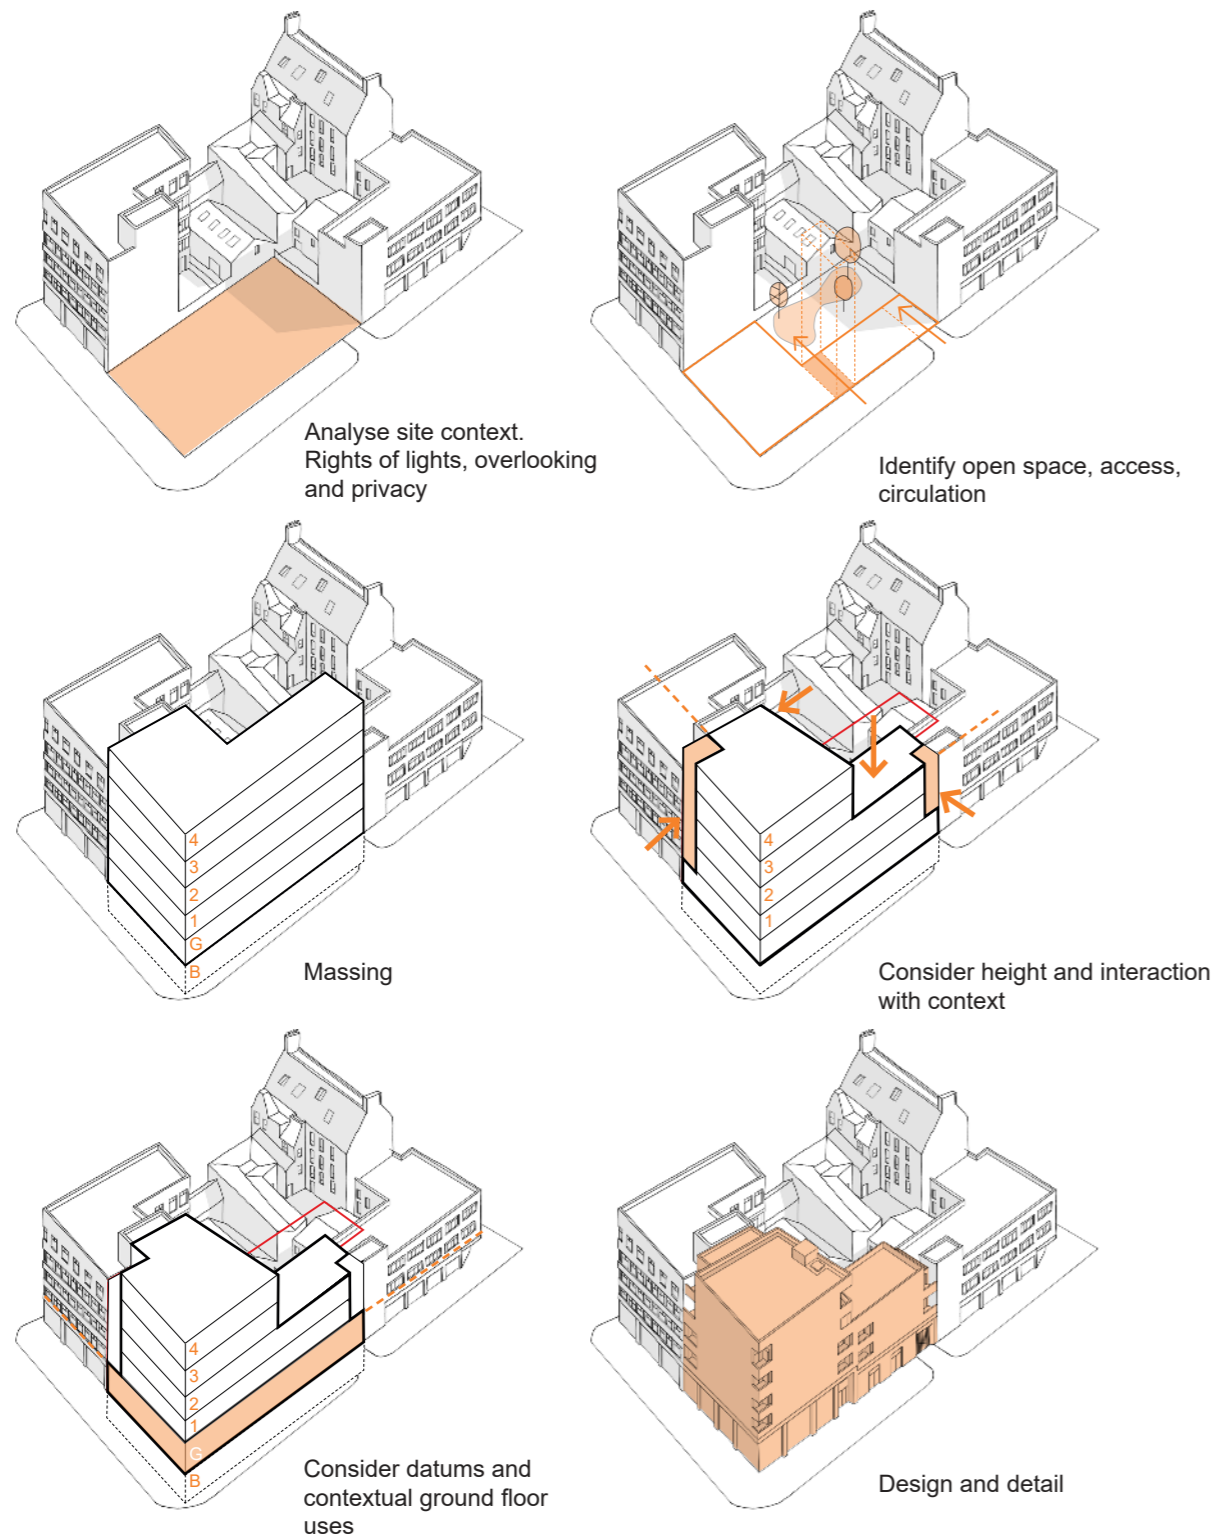 Analyse site context.
Rights of lights, overlooking
and privacy
Identify open space, access,
circulation
4
3
2
1
G
B
Massing
4
3
2
1
Consider height and interaction
with context
4
3
2
1
G
B
Consider datums and
contextual ground floor
uses
Design and detail